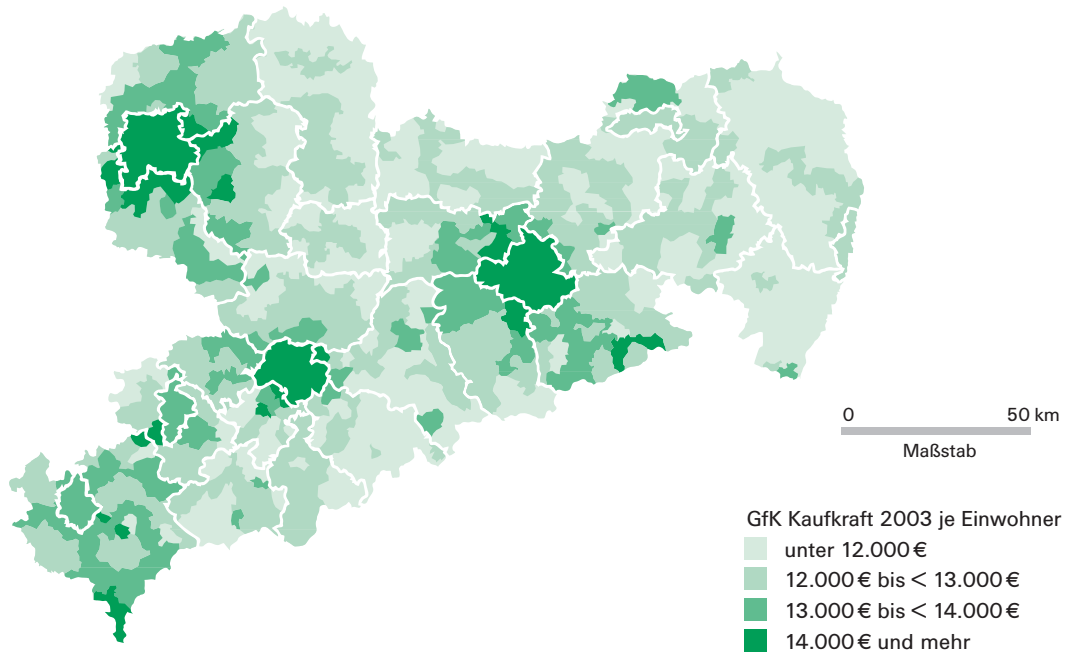 0 50 km
Maßstab
GfK Kaufkraft 2003 je Einwohner
unter 12.000 €
12.000 € bis < 13.000 €
13.000 € bis < 14.000 €
14.000 € und mehr